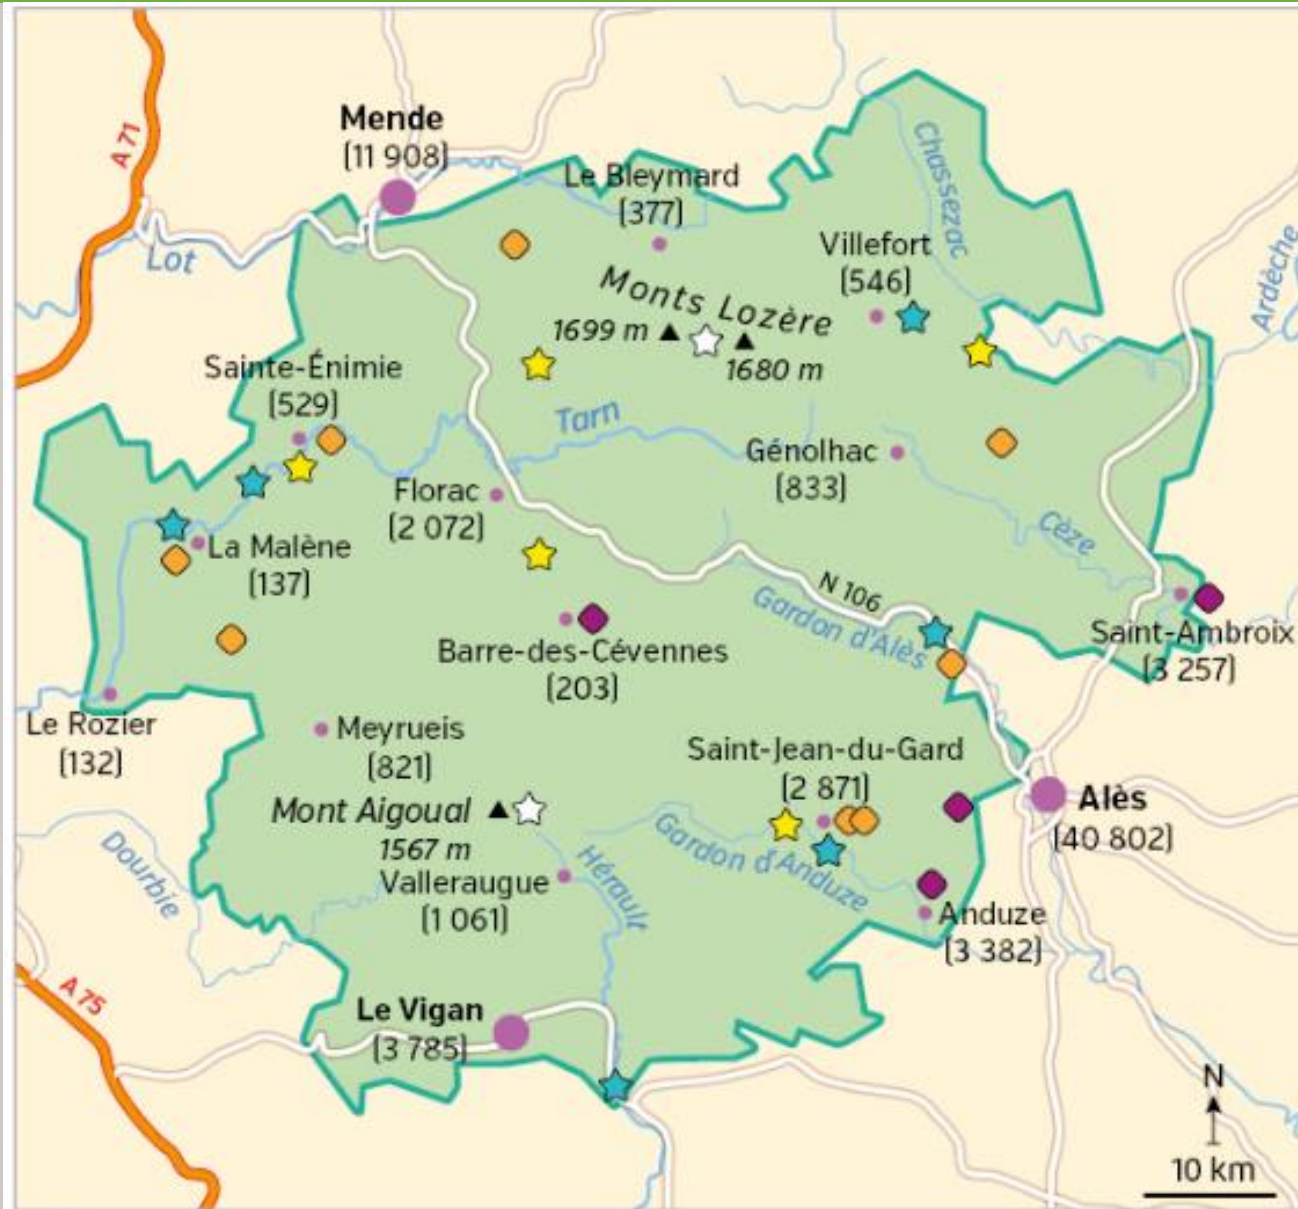 A 71
Mende
(11 908)
Le Bleymard
(377)
Chassezac
Lot
Villefort
(546)
Ardèche
Monts Lozère
1699 m
1680 m
Sainte-Énimie
(529)
Tarn
Génolhac
(833)
Florac
(2 072)
Cèze
La Malène
(137)
N 106
Gardon d'Alès
Saint-Ambroix
(3 257)
Barre-des-Cévennes
(203)
Le Rozier
(132)
Meyrueis
(821)
Saint-Jean-du-Gard
(2 871)
Mont Aigoual
1567 m
Alès
(40 802)
Dourbie
Gardon d'Anduze
Hérault
Valleraugue
(1 061)
Anduze
(3 382)
A 75
Le Vigan
(3 785)
N
10 km